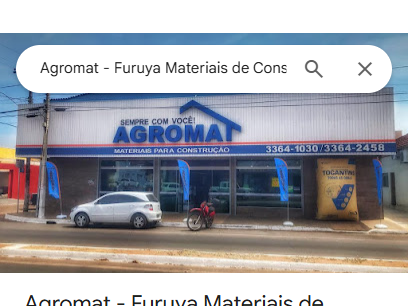 Agromat - Furuya Materiais de Cons
SEMPRE COM VOCÊ!
AGROMAT
MATERIAIS PARA CONSTRUÇÃO
3364-1030/3364-2458
TOCANTINS
Agromat - Furuya Materiais de